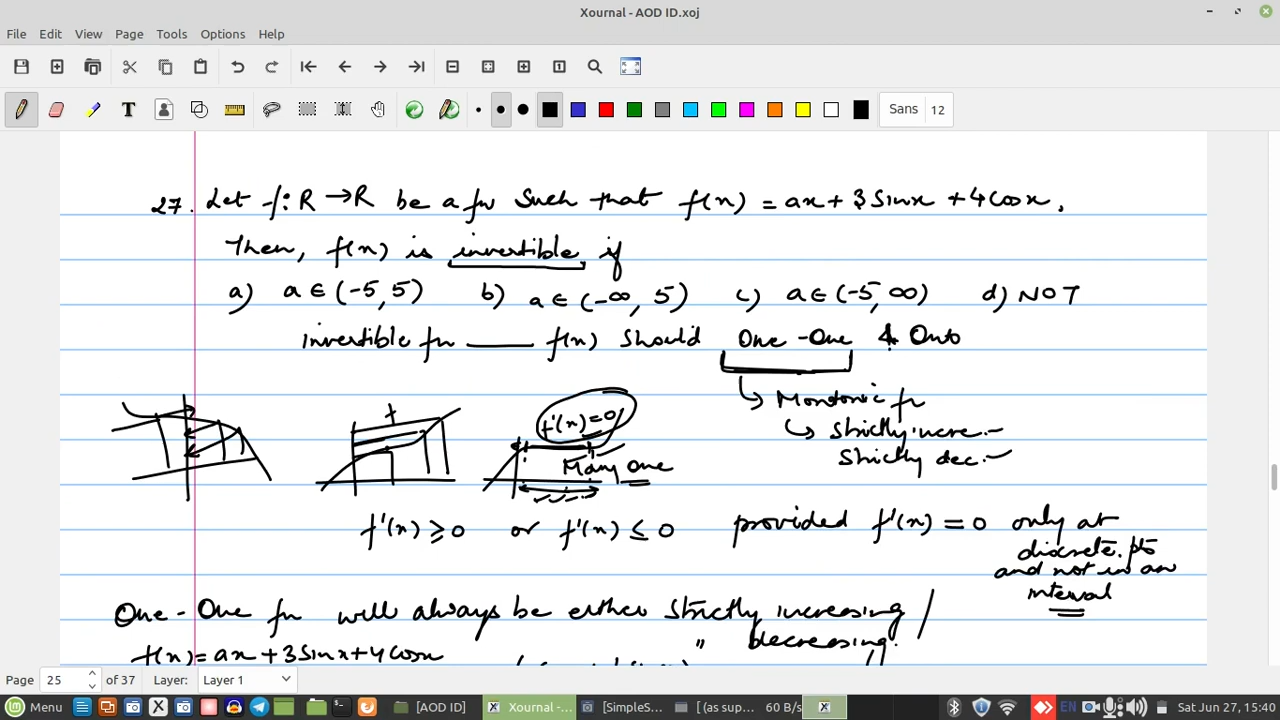 Xournal - AOD ID.xoj
File Edit View Page Tools Options Help
Sans 12
27. Let f: R → R be a fn such that f(x) = ax + 3 sinx + 4 cosx.
Then, f(x) is invertible if
a) a ∈ (-5, 5) b) a ∈ (-∞, 5) c) a ∈ (-5, ∞) d) NOT
invertible fn ____ f(x) should One-One & Onto
↳ Montonic fn
↳ Strictly incre.
Strictly dec.
f'(x)=0
Many one
f'(x) ≥ 0 or f'(x) ≤ 0 provided f'(x) = 0 only at
discrete pts
and not in an
interval
One-One fn will always be either strictly increasing /
" decreasing.
f(x) = ax + 3 sinx + 4 cosx
Page 25 of 37 Layer: Layer 1
Menu [AOD ID] Xournal -... [SimpleS... [ (as sup... 60 B/s EN Sat Jun 27, 15:40